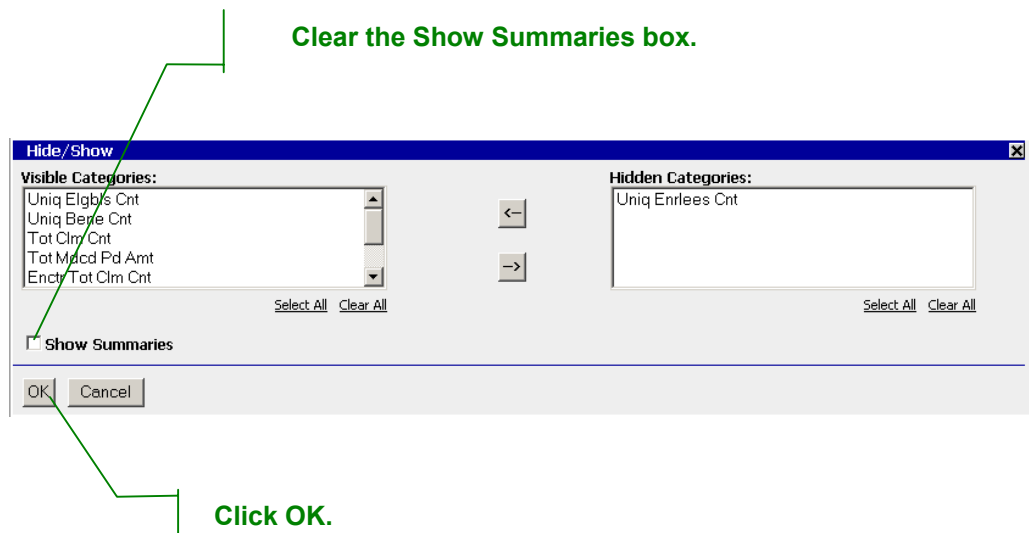 Clear the Show Summaries box.
Hide/Show
Visible Categories:
Uniq Elgbls Cnt
Uniq Bene Cnt
Tot Clm Cnt
Tot Mdcd Pd Amt
Enctr Tot Clm Cnt
Select All Clear All
<--
-->
Hidden Categories:
Uniq Enrlees Cnt
Select All Clear All
Show Summaries
OK Cancel
Click OK.